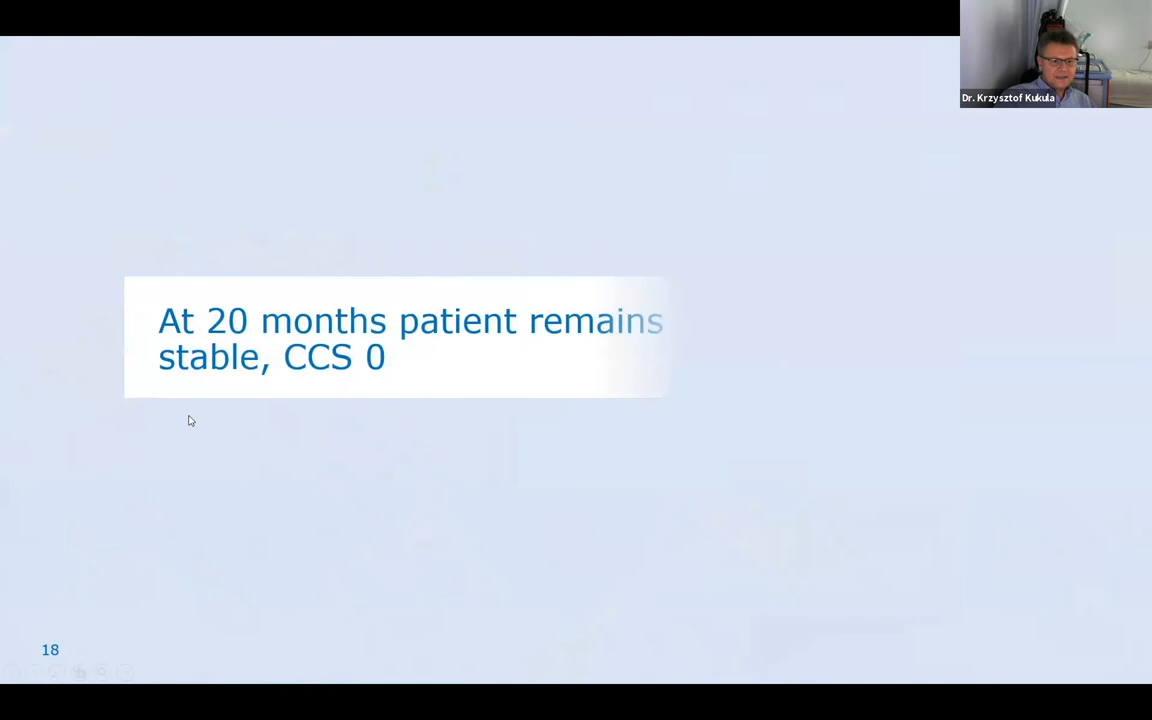 Dr. Krzysztof Kukula
At 20 months patient remains
stable, CCS 0
18